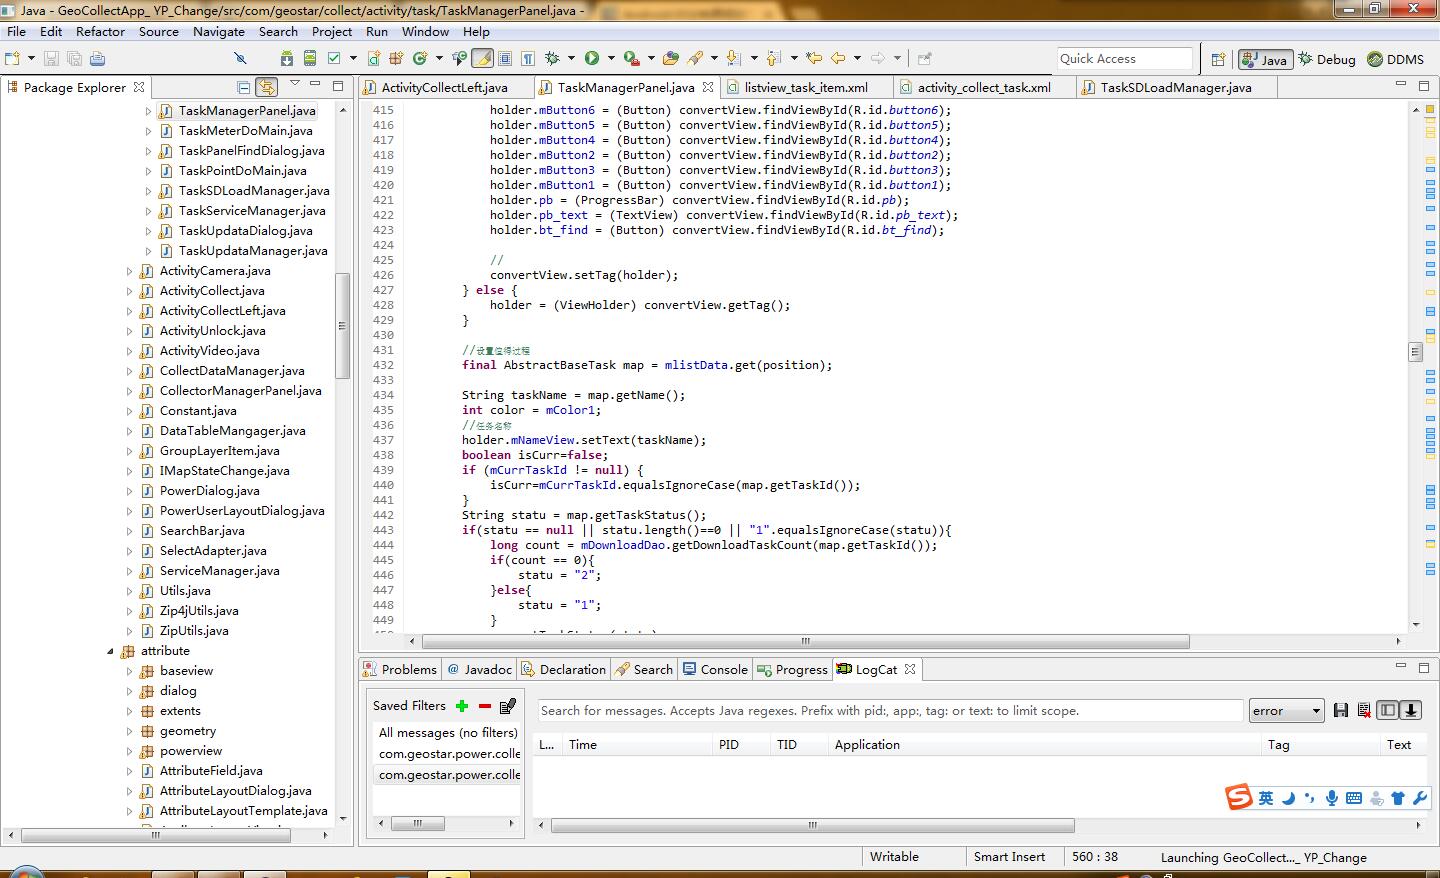 Java - GeoCollectApp_ YP_Change/src/com/geostar/collect/activity/task/TaskManagerPanel.java -
File Edit Refactor Source Navigate Search Project Run Window Help
Quick Access
Java
Debug
DDMS
Package Explorer
TaskManagerPanel.java
TaskMeterDoMain.java
TaskPanelFindDialog.java
TaskPointDoMain.java
TaskSDLoadManager.java
TaskServiceManager.java
TaskUpdataDialog.java
TaskUpdataManager.java
ActivityCamera.java
ActivityCollect.java
ActivityCollectLeft.java
ActivityUnlock.java
ActivityVideo.java
CollectDataManager.java
CollectorManagerPanel.java
Constant.java
DataTableMangager.java
GroupLayerItem.java
IMapStateChange.java
PowerDialog.java
PowerUserLayoutDialog.java
SearchBar.java
SelectAdapter.java
ServiceManager.java
Utils.java
Zip4jUtils.java
ZipUtils.java
attribute
baseview
dialog
extents
geometry
powerview
AttributeField.java
AttributeLayoutDialog.java
AttributeLayoutTemplate.java
ActivityCollectLeft.java TaskManagerPanel.java listview_task_item.xml activity_collect_task.xml TaskSDLoadManager.java
415 holder.mButton6 = (Button) convertView.findViewById(R.id.button6);
416 holder.mButton5 = (Button) convertView.findViewById(R.id.button5);
417 holder.mButton4 = (Button) convertView.findViewById(R.id.button4);
418 holder.mButton2 = (Button) convertView.findViewById(R.id.button2);
419 holder.mButton3 = (Button) convertView.findViewById(R.id.button3);
420 holder.mButton1 = (Button) convertView.findViewById(R.id.button1);
421 holder.pb = (ProgressBar) convertView.findViewById(R.id.pb);
422 holder.pb_text = (TextView) convertView.findViewById(R.id.pb_text);
423 holder.bt_find = (Button) convertView.findViewById(R.id.bt_find);
424
425 //
426 convertView.setTag(holder);
427 } else {
428 holder = (ViewHolder) convertView.getTag();
429 }
430
431 //设置值得过程
432 final AbstractBaseTask map = mlistData.get(position);
433
434 String taskName = map.getName();
435 int color = mColor1;
436 //任务名称
437 holder.mNameView.setText(taskName);
438 boolean isCurr=false;
439 if (mCurrTaskId != null) {
440 isCurr=mCurrTaskId.equalsIgnoreCase(map.getTaskId());
441 }
442 String statu = map.getTaskStatus();
443 if(statu == null || statu.length()==0 || "1".equalsIgnoreCase(statu)){
444 long count = mDownloadDao.getDownloadTaskCount(map.getTaskId());
445 if(count == 0){
446 statu = "2";
447 }else{
448 statu = "1";
449 }
Problems @ Javadoc Declaration Search Console Progress LogCat
Saved Filters
All messages (no filters)
com.geostar.power.colle
com.geostar.power.colle
Search for messages. Accepts Java regexes. Prefix with pid:, app:, tag: or text: to limit scope.
error
L... Time PID TID Application Tag Text
英
Writable Smart Insert 560 : 38 Launching GeoCollect..._ YP_Change